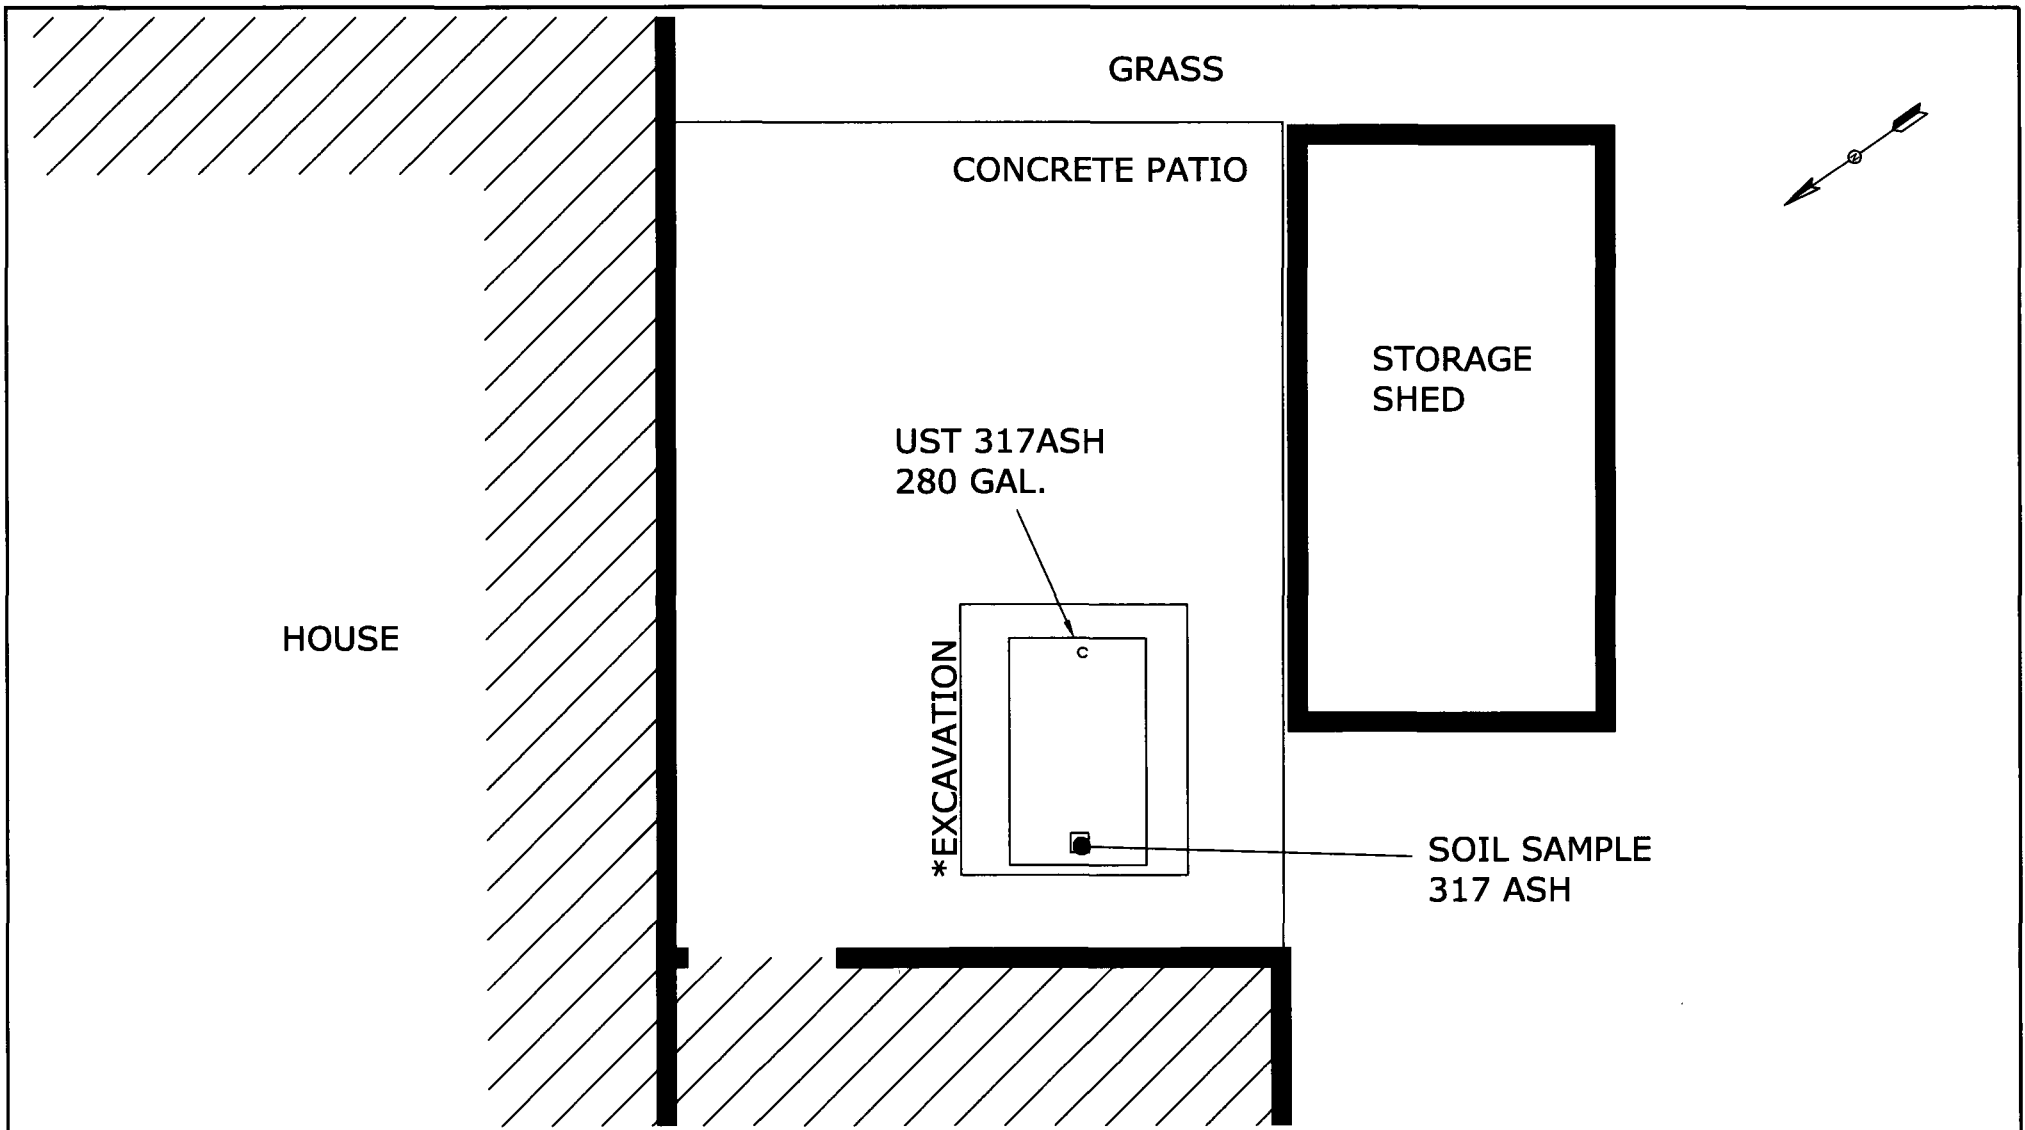 GRASS
CONCRETE PATIO
STORAGE
SHED
UST 317ASH
280 GAL.
HOUSE
*EXCAVATION
C
SOIL SAMPLE
317 ASH